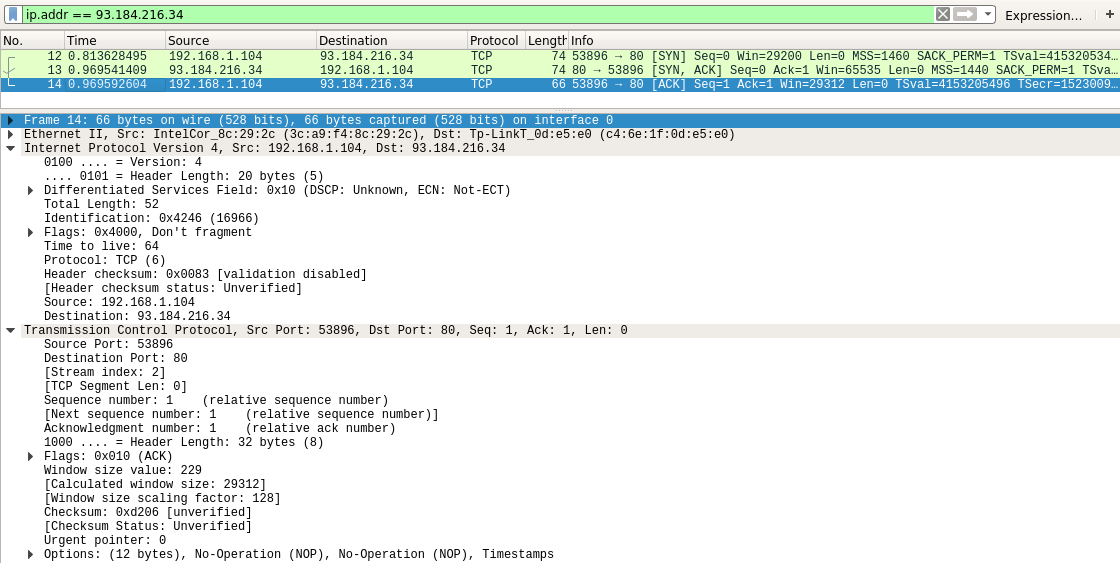 ip.addr == 93.184.216.34 Expression… +
No. Time Source Destination Protocol Length Info
12 0.813628495 192.168.1.104 93.184.216.34 TCP 74 53896 → 80 [SYN] Seq=0 Win=29200 Len=0 MSS=1460 SACK_PERM=1 TSval=415320534…
13 0.969541409 93.184.216.34 192.168.1.104 TCP 74 80 → 53896 [SYN, ACK] Seq=0 Ack=1 Win=65535 Len=0 MSS=1440 SACK_PERM=1 TSva…
14 0.969592604 192.168.1.104 93.184.216.34 TCP 66 53896 → 80 [ACK] Seq=1 Ack=1 Win=29312 Len=0 TSval=4153205496 TSecr=1523009…
Frame 14: 66 bytes on wire (528 bits), 66 bytes captured (528 bits) on interface 0
Ethernet II, Src: IntelCor_8c:29:2c (3c:a9:f4:8c:29:2c), Dst: Tp-LinkT_0d:e5:e0 (c4:6e:1f:0d:e5:e0)
Internet Protocol Version 4, Src: 192.168.1.104, Dst: 93.184.216.34
0100 .... = Version: 4
.... 0101 = Header Length: 20 bytes (5)
Differentiated Services Field: 0x10 (DSCP: Unknown, ECN: Not-ECT)
Total Length: 52
Identification: 0x4246 (16966)
Flags: 0x4000, Don't fragment
Time to live: 64
Protocol: TCP (6)
Header checksum: 0x0083 [validation disabled]
[Header checksum status: Unverified]
Source: 192.168.1.104
Destination: 93.184.216.34
Transmission Control Protocol, Src Port: 53896, Dst Port: 80, Seq: 1, Ack: 1, Len: 0
Source Port: 53896
Destination Port: 80
[Stream index: 2]
[TCP Segment Len: 0]
Sequence number: 1 (relative sequence number)
[Next sequence number: 1 (relative sequence number)]
Acknowledgment number: 1 (relative ack number)
1000 .... = Header Length: 32 bytes (8)
Flags: 0x010 (ACK)
Window size value: 229
[Calculated window size: 29312]
[Window size scaling factor: 128]
Checksum: 0xd206 [unverified]
[Checksum Status: Unverified]
Urgent pointer: 0
Options: (12 bytes), No-Operation (NOP), No-Operation (NOP), Timestamps